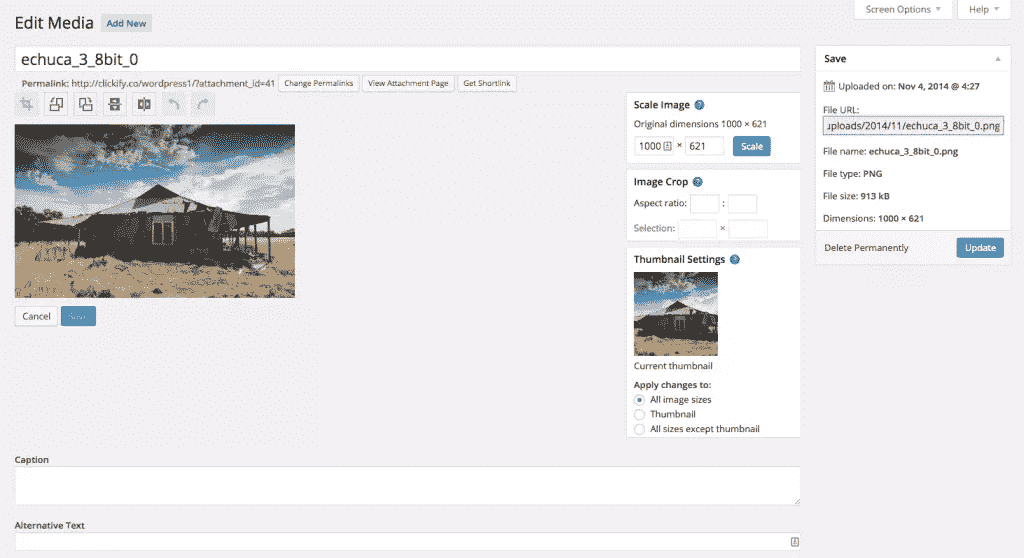 Screen Options Help
Edit Media Add New
echuca_3_8bit_0
Permalink: http://clickify.co/wordpress1/?attachment_id=41 Change Permalinks View Attachment Page Get Shortlink
Scale Image
Original dimensions 1000 × 621
1000 × 621 Scale
Image Crop
Aspect ratio: :
Selection: ×
Thumbnail Settings
Current thumbnail
Apply changes to:
All image sizes
Thumbnail
All sizes except thumbnail
Cancel Save
Caption
Alternative Text
Save
Uploaded on: Nov 4, 2014 @ 4:27
File URL:
uploads/2014/11/echuca_3_8bit_0.png
File name: echuca_3_8bit_0.png
File type: PNG
File size: 913 kB
Dimensions: 1000 × 621
Delete Permanently Update